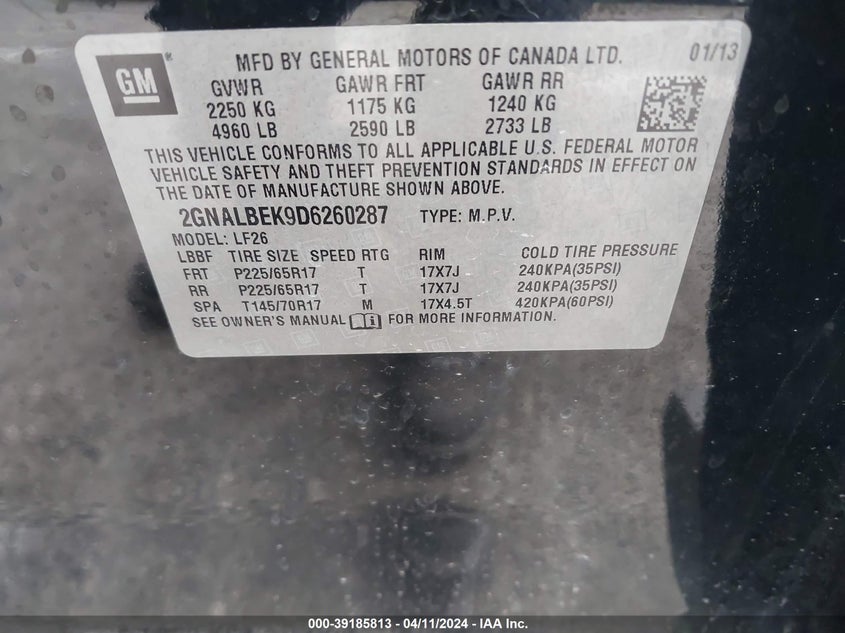 GM ® MFD BY GENERAL MOTORS OF CANADA LTD. 01/13
GVWR GAWR FRT GAWR RR
2250 KG 1175 KG 1240 KG
4960 LB 2590 LB 2733 LB
THIS VEHICLE CONFORMS TO ALL APPLICABLE U.S. FEDERAL MOTOR
VEHICLE SAFETY AND THEFT PREVENTION STANDARDS IN EFFECT ON
THE DATE OF MANUFACTURE SHOWN ABOVE.
2GNALBEK9D6260287 TYPE: M.P.V.
MODEL: LF26
LBBF TIRE SIZE SPEED RTG RIM COLD TIRE PRESSURE
FRT P225/65R17 T 17X7J 240KPA(35PSI)
RR P225/65R17 T 17X7J 240KPA(35PSI)
SPA T145/70R17 M 17X4.5T 420KPA(60PSI)
SEE OWNER'S MANUAL FOR MORE INFORMATION.
000-39185813 - 04/11/2024 - IAA Inc.